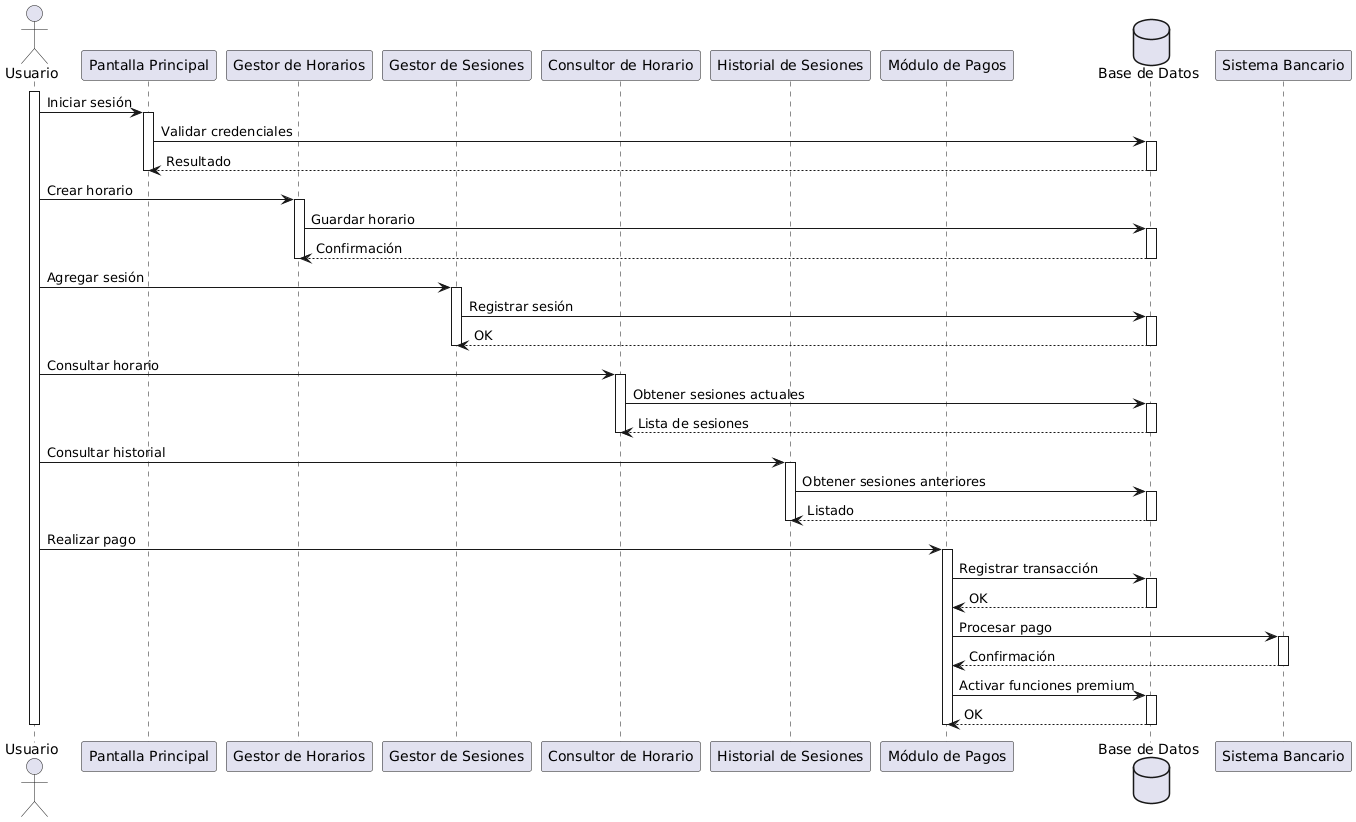 Usuario
Pantalla Principal
Gestor de Horarios
Gestor de Sesiones
Consultor de Horario
Historial de Sesiones
Módulo de Pagos
Base de Datos
Sistema Bancario
Iniciar sesión
Validar credenciales
Resultado
Crear horario
Guardar horario
Confirmación
Agregar sesión
Registrar sesión
OK
Consultar horario
Obtener sesiones actuales
Lista de sesiones
Consultar historial
Obtener sesiones anteriores
Listado
Realizar pago
Registrar transacción
OK
Procesar pago
Confirmación
Activar funciones premium
OK
Usuario
Pantalla Principal
Gestor de Horarios
Gestor de Sesiones
Consultor de Horario
Historial de Sesiones
Módulo de Pagos
Base de Datos
Sistema Bancario